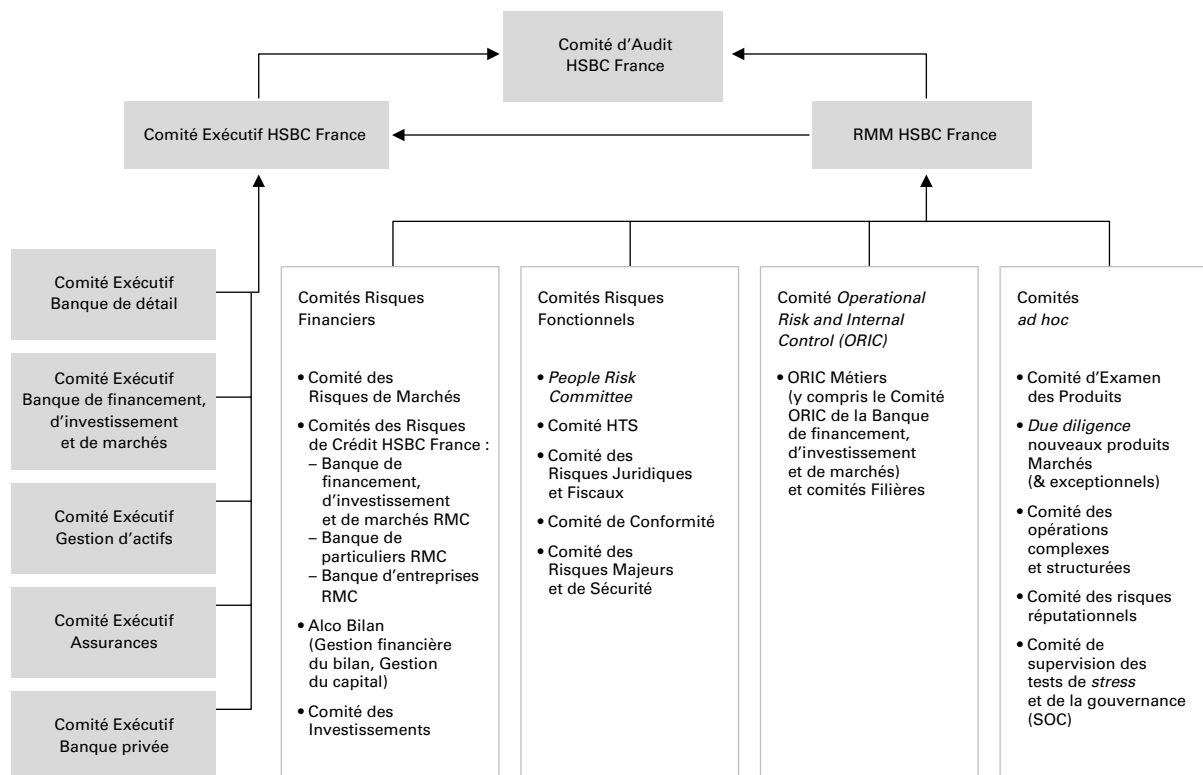 Comité d'Audit
HSBC France
Comité Exécutif HSBC France
RMM HSBC France
Comité Exécutif
Banque de détail
Comité Exécutif
Banque de financement,
d'investissement
et de marchés
Comité Exécutif
Gestion d'actifs
Comité Exécutif
Assurances
Comité Exécutif
Banque privée
Comités Risques
Financiers
• Comité des
Risques de Marchés
• Comités des Risques
de Crédit HSBC France :
– Banque de
financement,
d'investissement
et de marchés RMC
– Banque de
particuliers RMC
– Banque d'entreprises
RMC
• Alco Bilan
(Gestion financière
du bilan, Gestion
du capital)
• Comité des
Investissements
Comités Risques
Fonctionnels
• People Risk
Committee
• Comité HTS
• Comité des
Risques Juridiques
et Fiscaux
• Comité de Conformité
• Comité des
Risques Majeurs
et de Sécurité
Comité Operational
Risk and Internal
Control (ORIC)
• ORIC Métiers
(y compris le Comité
ORIC de la Banque
de financement,
d'investissement
et de marchés)
et comités Filières
Comités
ad hoc
• Comité d'Examen
des Produits
• Due diligence
nouveaux produits
Marchés
(& exceptionnels)
• Comité des
opérations
complexes
et structurées
• Comité des risques
réputationnels
• Comité de
supervision des
tests de stress
et de la gouvernance
(SOC)